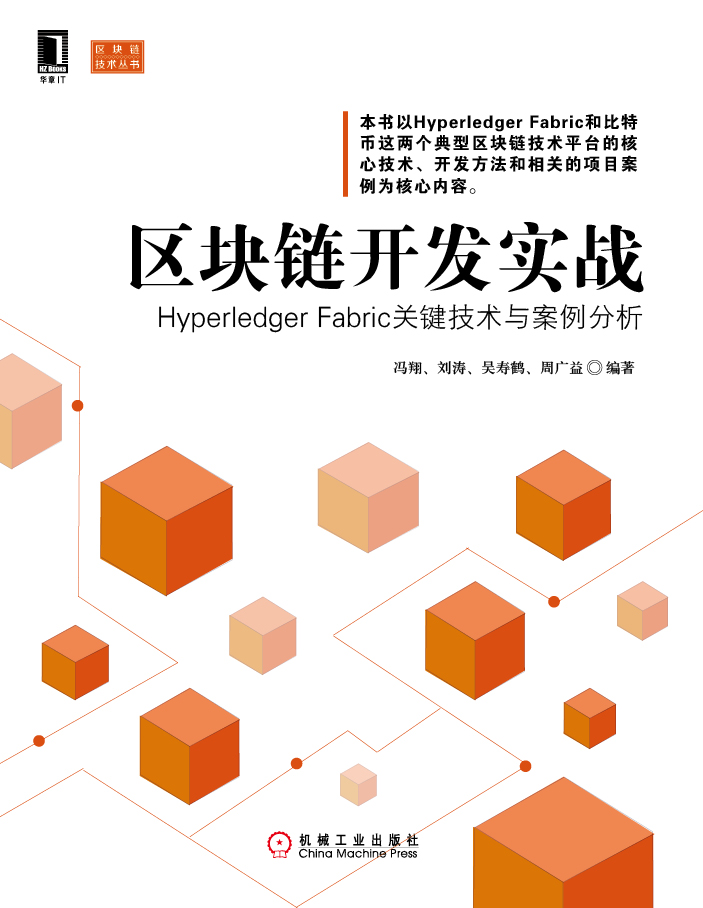 HZ BOOKS
华章IT
区块链
技术丛书
本书以Hyperledger Fabric和比特
币这两个典型区块链技术平台的核
心技术、开发方法和相关的项目案
例为核心内容。
区块链开发实战
Hyperledger Fabric关键技术与案例分析
冯翔、刘涛、吴寿鹤、周广益 ◎ 编著
机械工业出版社
China Machine Press